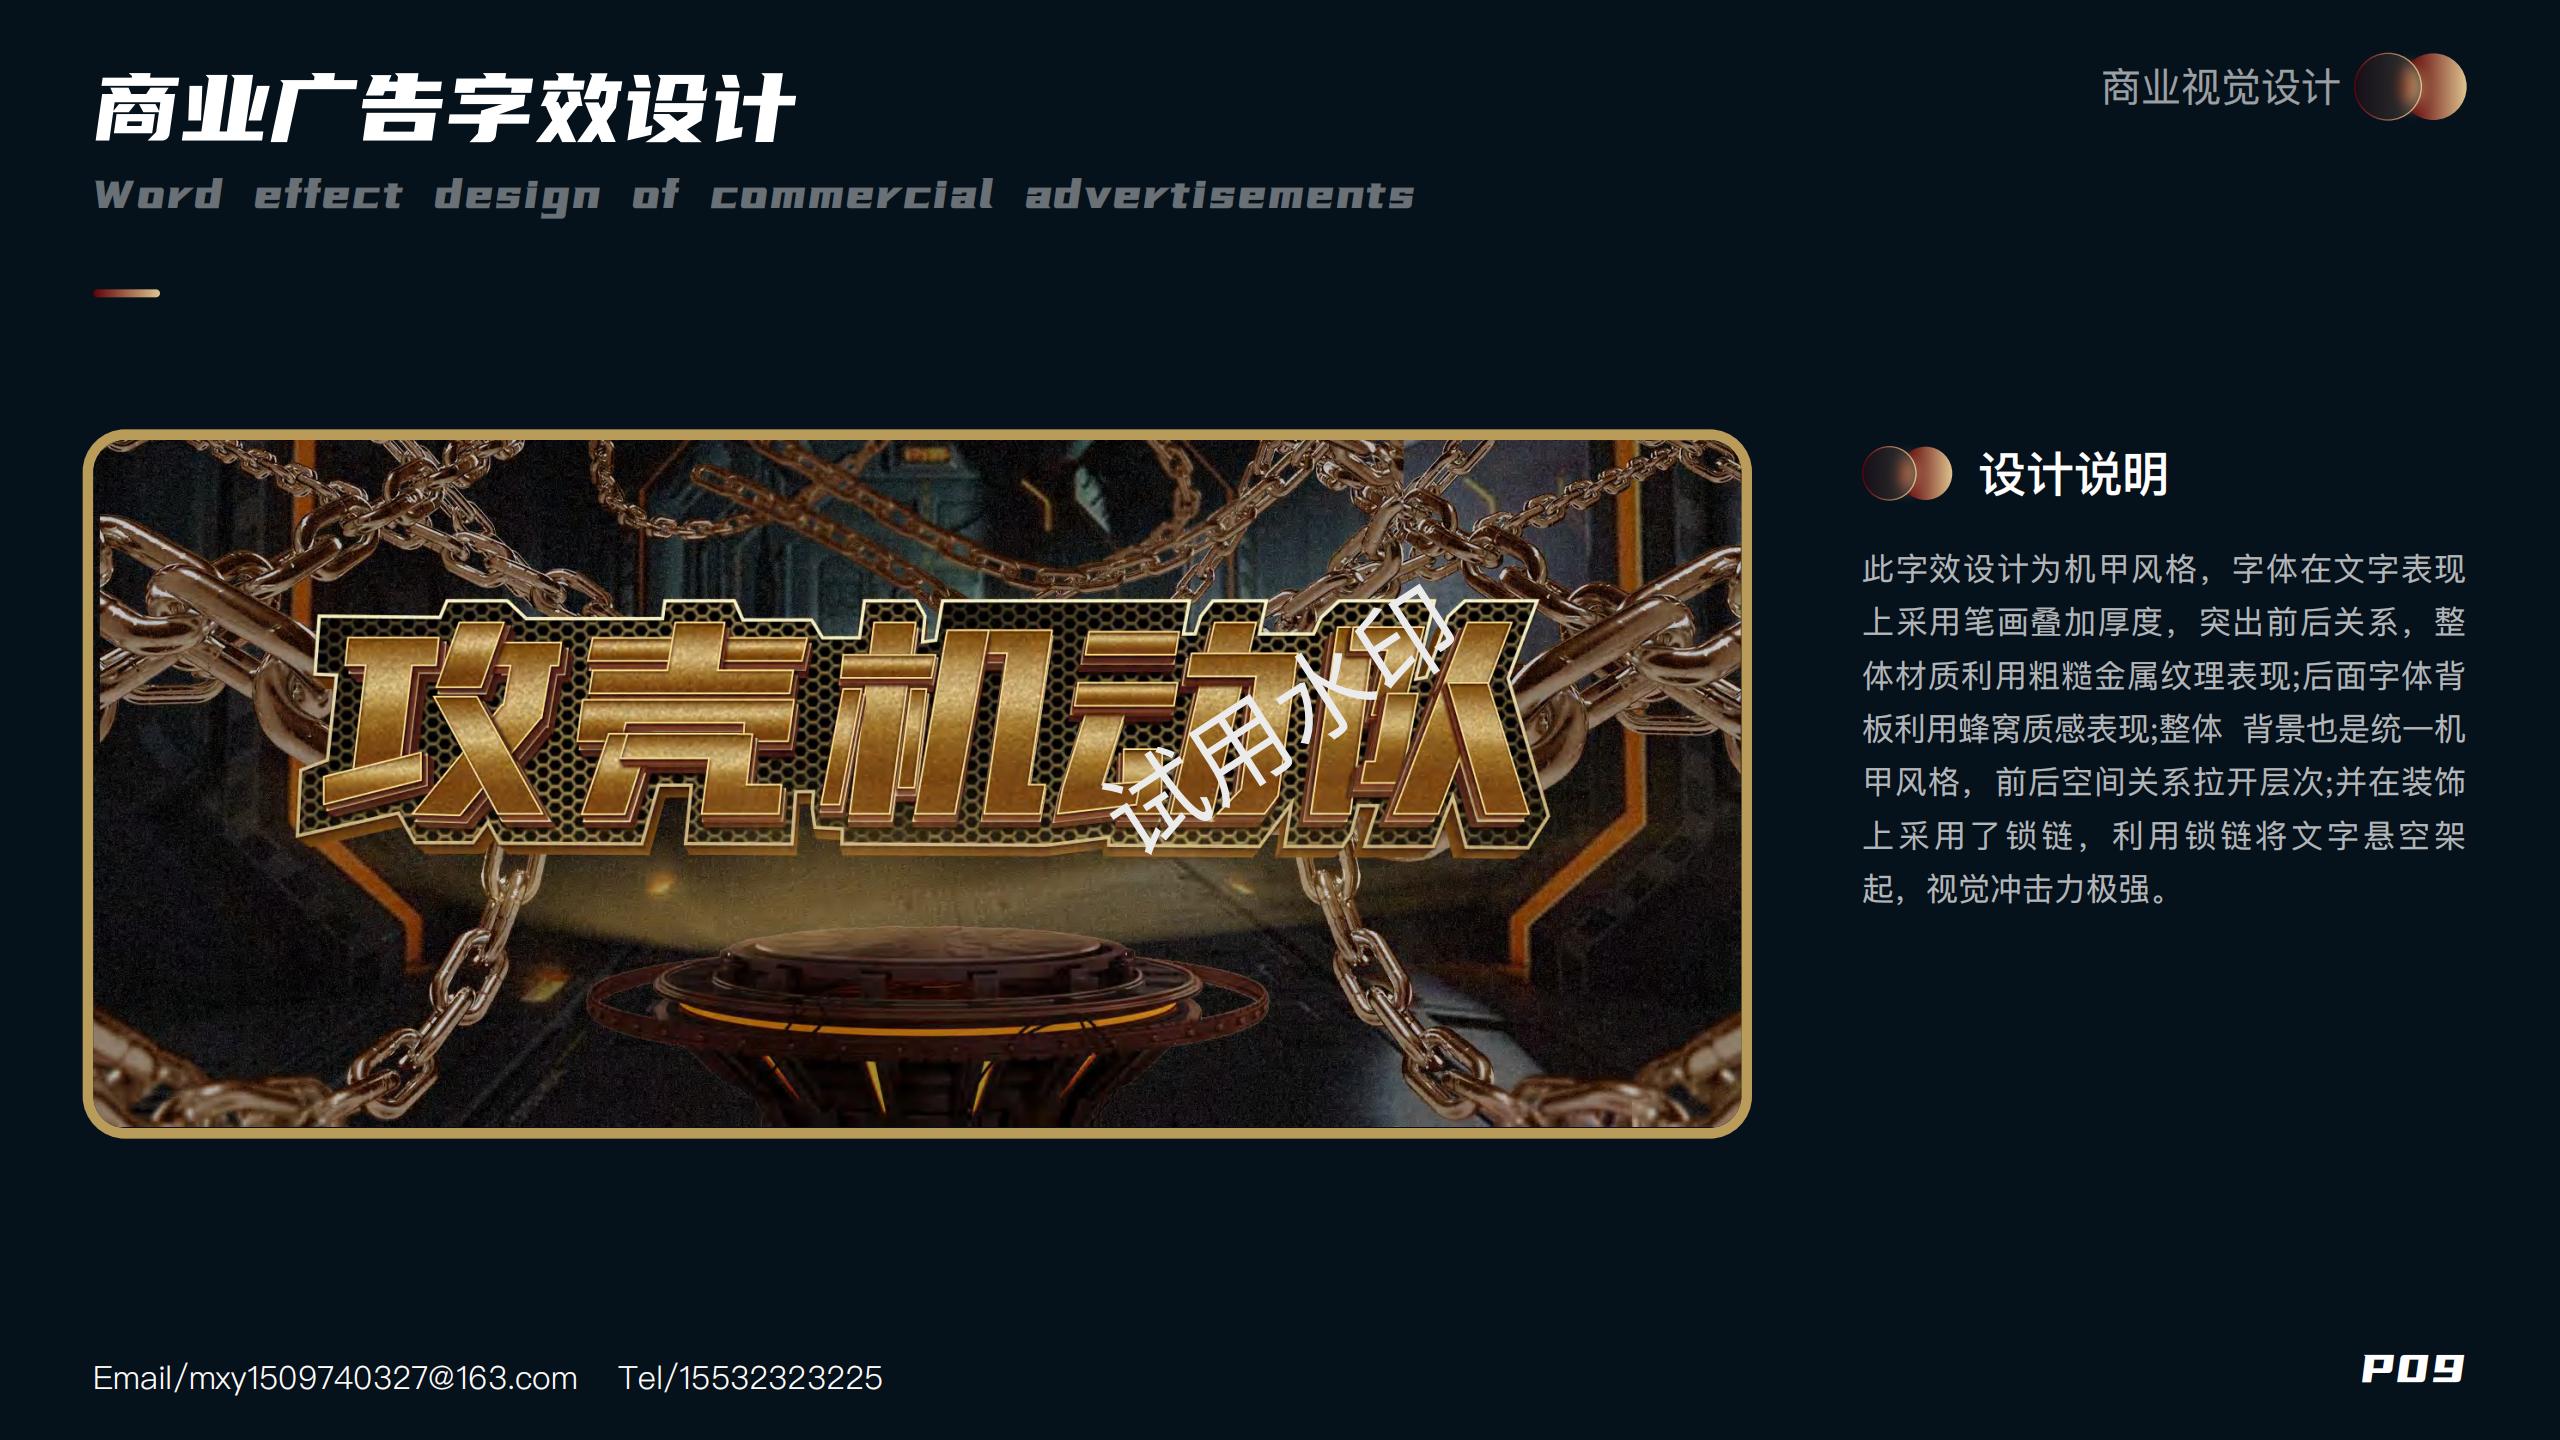 商业广告字效设计
商业视觉设计
Word effect design of commercial advertisements
攻壳机动队
试用水印
设计说明
此字效设计为机甲风格，字体在文字表现
上采用笔画叠加厚度，突出前后关系，整
体材质利用粗糙金属纹理表现;后面字体背
板利用蜂窝质感表现;整体 背景也是统一机
甲风格，前后空间关系拉开层次;并在装饰
上采用了锁链，利用锁链将文字悬空架
起，视觉冲击力极强。
Email/mxy1509740327@163.com Tel/15532323225
P09